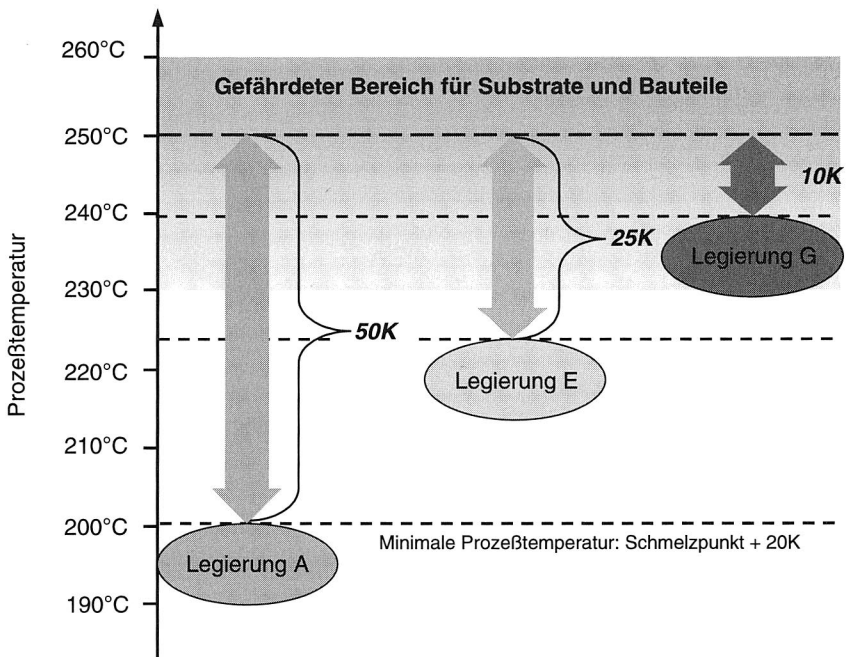 260°C
Gefährdeter Bereich für Substrate und Bauteile
250°C
10K
240°C
25K
Legierung G
230°C
50K
220°C
Legierung E
210°C
200°C
Minimale Prozeßtemperatur: Schmelzpunkt + 20K
Legierung A
190°C
Prozeßtemperatur